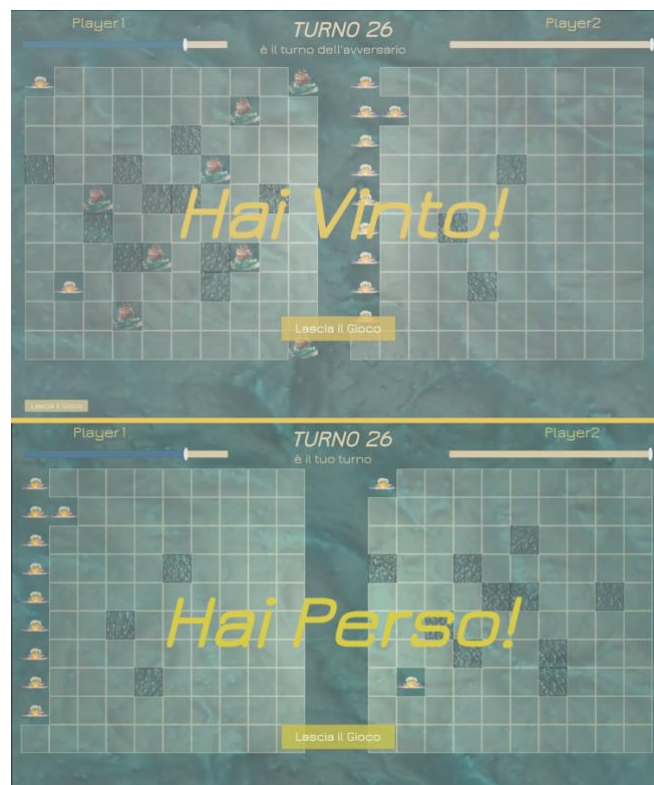 Player1
TURNO 26
Player2
è il turno dell'avversario
Hai Vinto!
Lascia il Gioco
Lascia il Gioco
Player1
TURNO 26
Player2
è il tuo turno
Hai Perso!
Lascia il Gioco